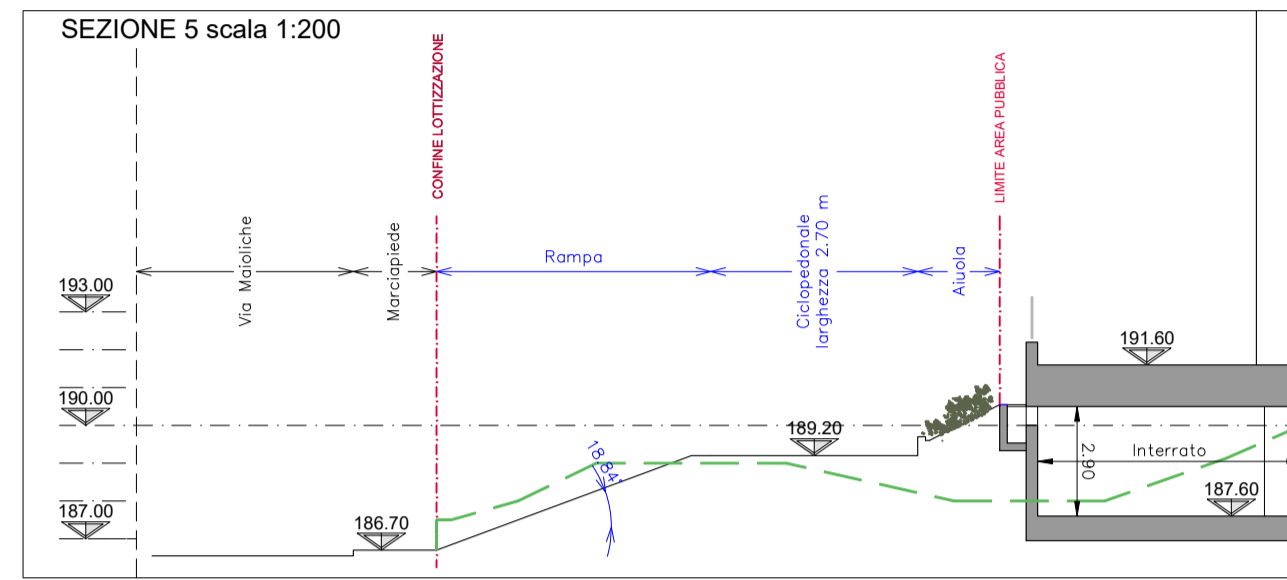 SEZIONE 5 scala 1:200
CONFINE LOTTIZZAZIONE
LIMITE AREA PUBBLICA
Via Maioliche
Marciapiede
Rampa
Ciclopedonale
larghezza 2.70 m
Aiuola
193.00
190.00
187.00
186.70
18.84°
189.20
191.60
2.90
Interrato
187.60